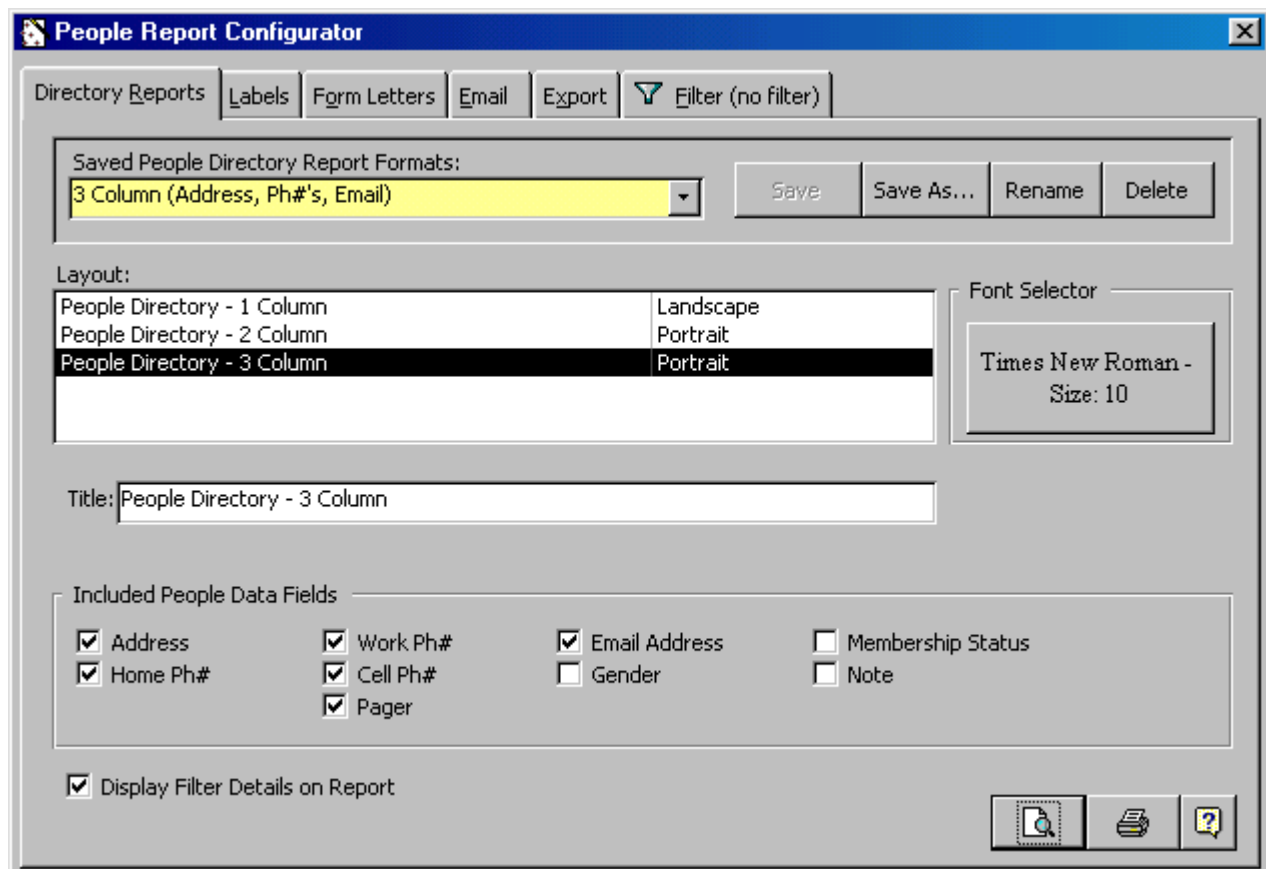 People Report Configurator
Directory Reports Labels Form Letters Email Export Filter (no filter)
Saved People Directory Report Formats:
3 Column (Address, Ph#'s, Email) Save Save As... Rename Delete
Layout:
Font Selector
People Directory - 1 Column Landscape
People Directory - 2 Column Portrait
People Directory - 3 Column Portrait
Times New Roman -
Size: 10
Title: People Directory - 3 Column
Included People Data Fields
Address Work Ph# Email Address Membership Status
Home Ph# Cell Ph# Gender Note
Pager
Display Filter Details on Report
?